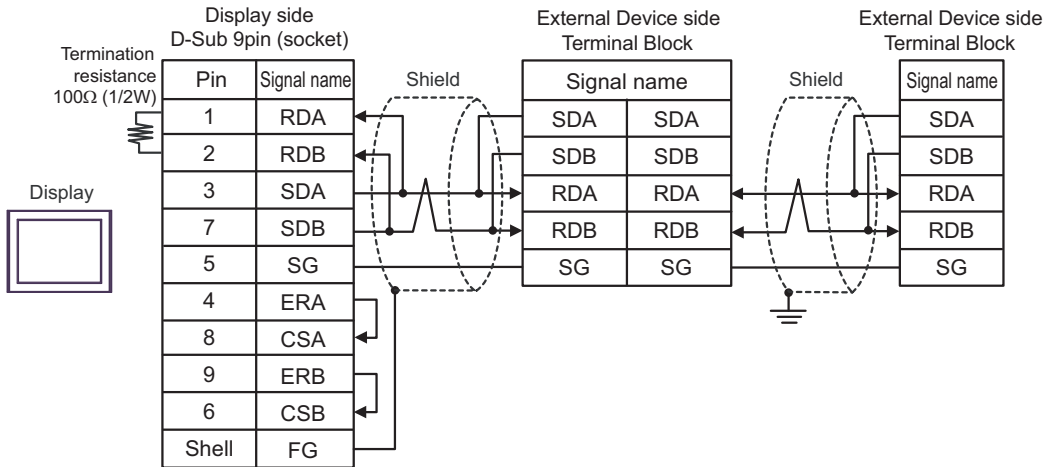 Display side
D-Sub 9pin (socket)
External Device side
Terminal Block
External Device side
Terminal Block
Termination
resistance
100Ω (1/2W)
Shield
Shield
Display
Pin Signal name
1 RDA
2 RDB
3 SDA
7 SDB
5 SG
4 ERA
8 CSA
9 ERB
6 CSB
Shell FG
Signal name
SDA SDA
SDB SDB
RDA RDA
RDB RDB
SG SG
Signal name
SDA
SDB
RDA
RDB
SG